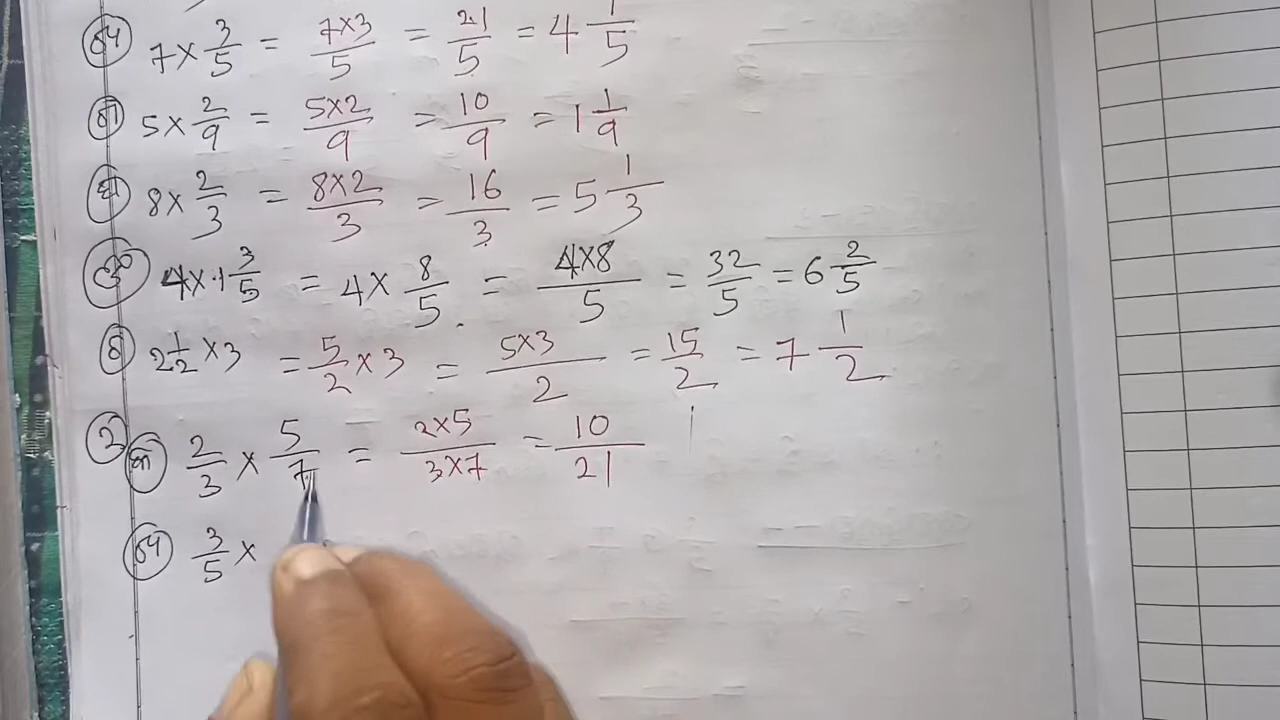 7 × 3/5 = 7×3/5 = 21/5 = 4 1/5
5 × 2/9 = 5×2/9 = 10/9 = 1 1/9
8 × 2/3 = 8×2/3 = 16/3 = 5 1/3
4 × 1 3/5 = 4 × 8/5 = 4×8/5 = 32/5 = 6 2/5
2 1/2 × 3 = 5/2 × 3 = 5×3/2 = 15/2 = 7 1/2
2/3 × 5/7 = 2×5/3×7 = 10/21
3/5 ×